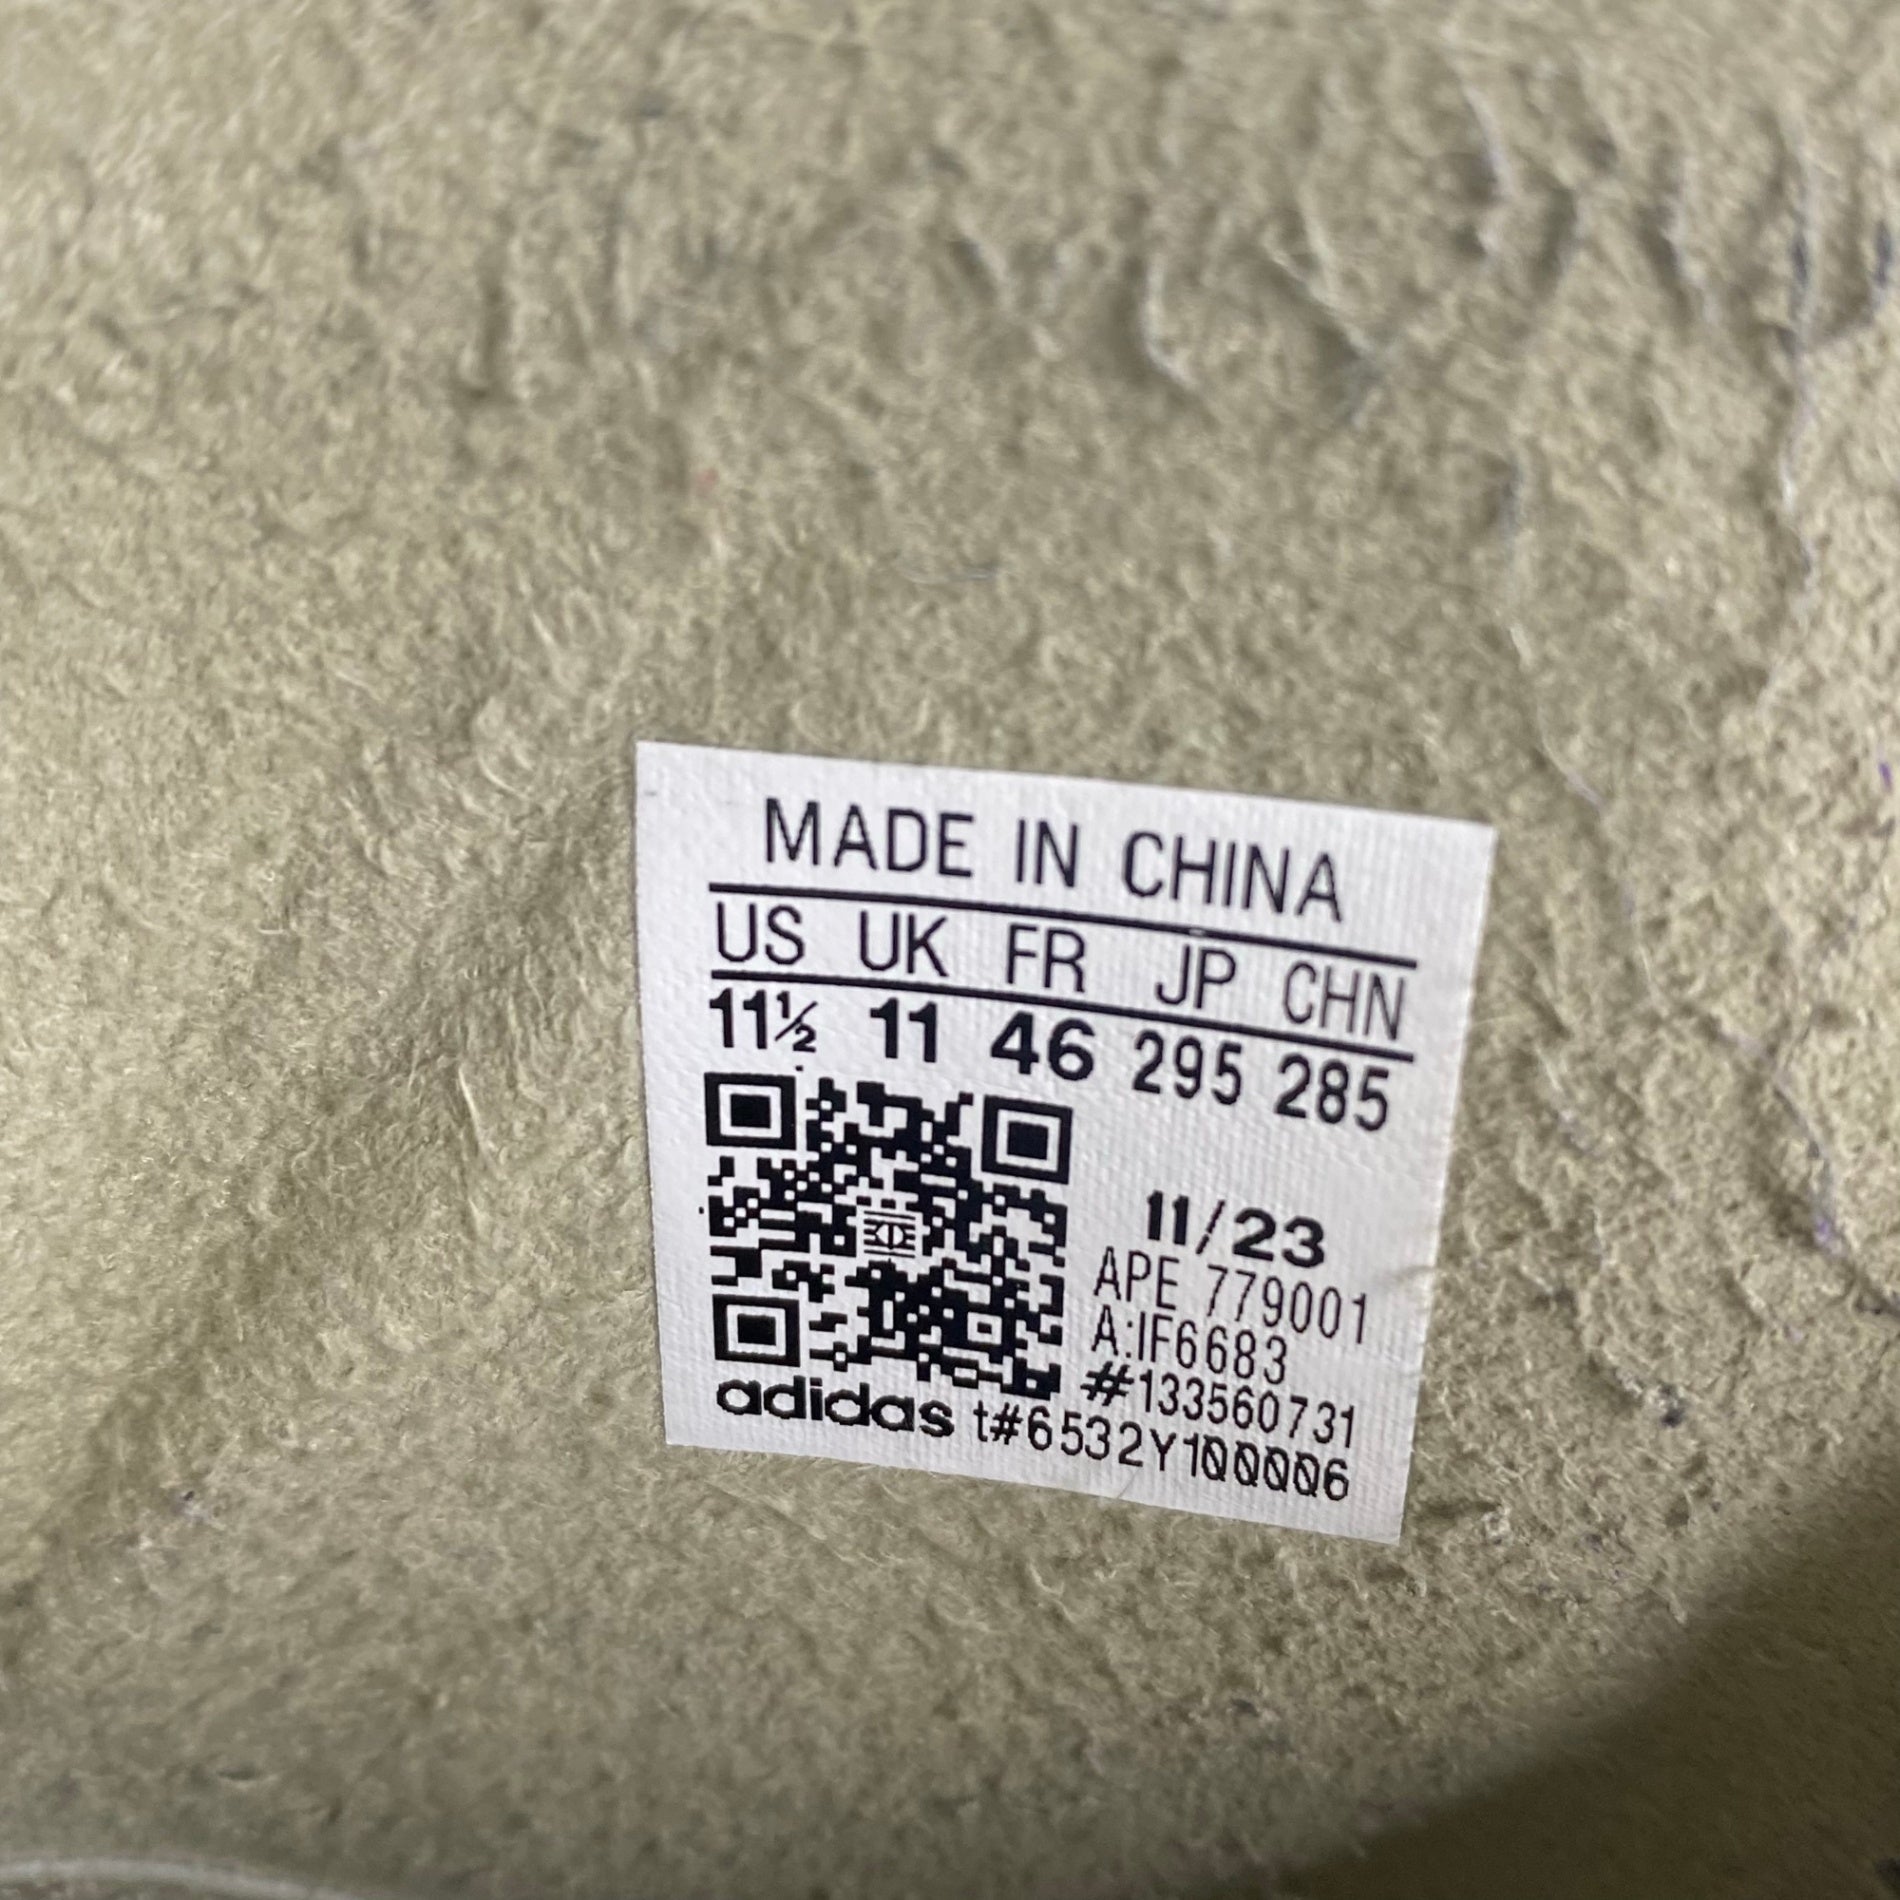 MADE IN CHINA
US UK FR JP CHN
11½ 11 46 295 285
11/23
APE 779001
A:IF6683
#133560731
adidas t#6532Y100006